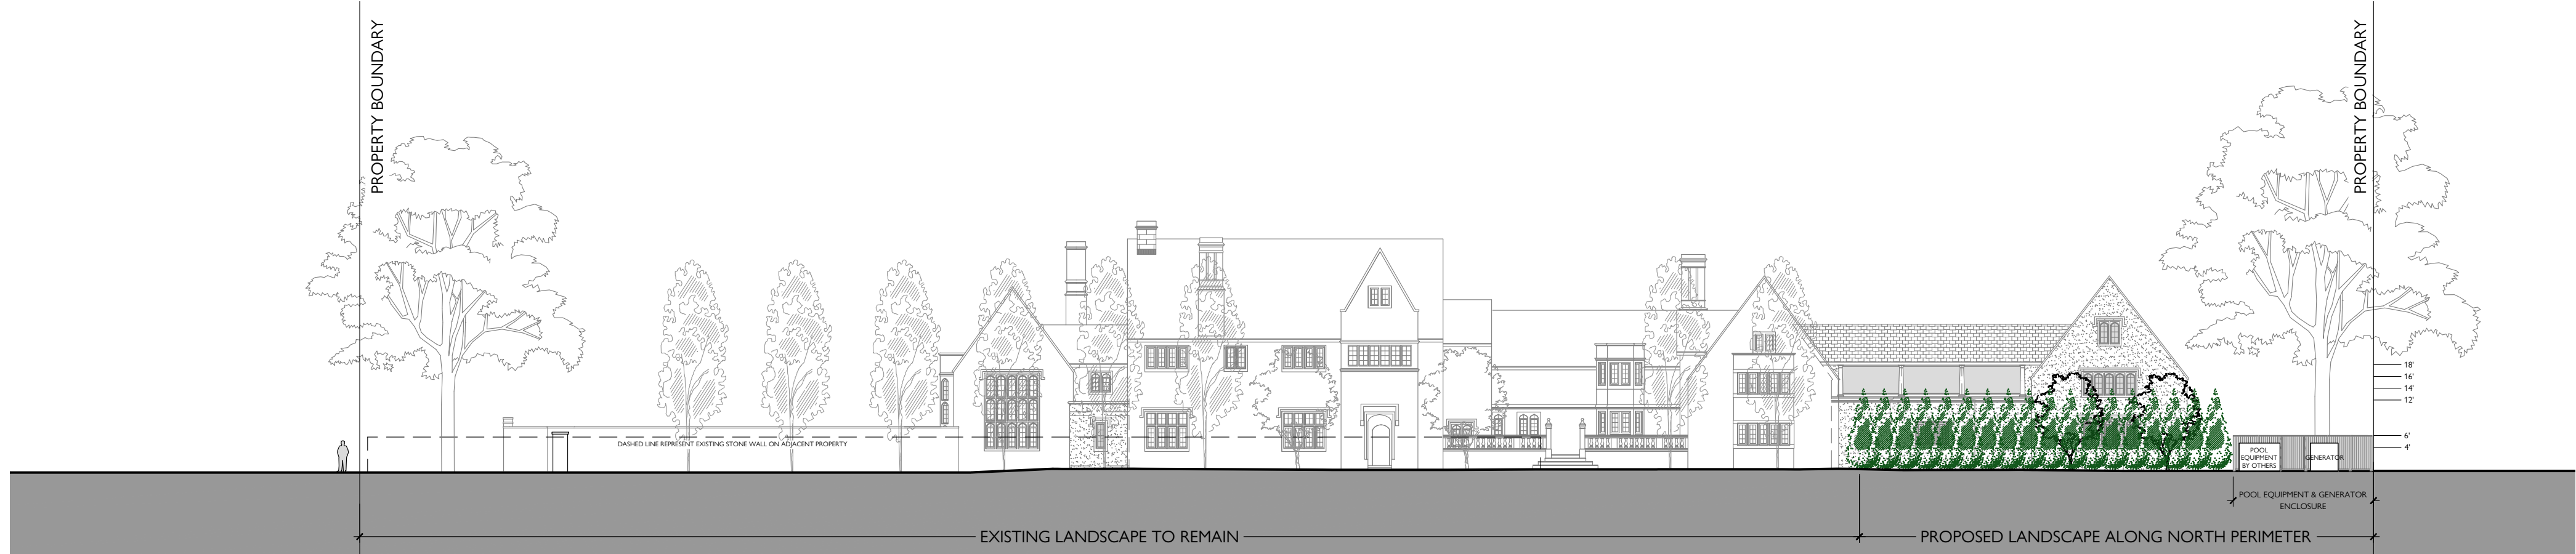 PROPERTY BOUNDARY
PROPERTY BOUNDARY
18'
16'
14'
12'
6'
4'
DASHED LINE REPRESENT EXISTING STONE WALL ON ADJACENT PROPERTY
POOL
EQUIPMENT
BY OTHERS
GENERATOR
POOL EQUIPMENT & GENERATOR
ENCLOSURE
EXISTING LANDSCAPE TO REMAIN
PROPOSED LANDSCAPE ALONG NORTH PERIMETER